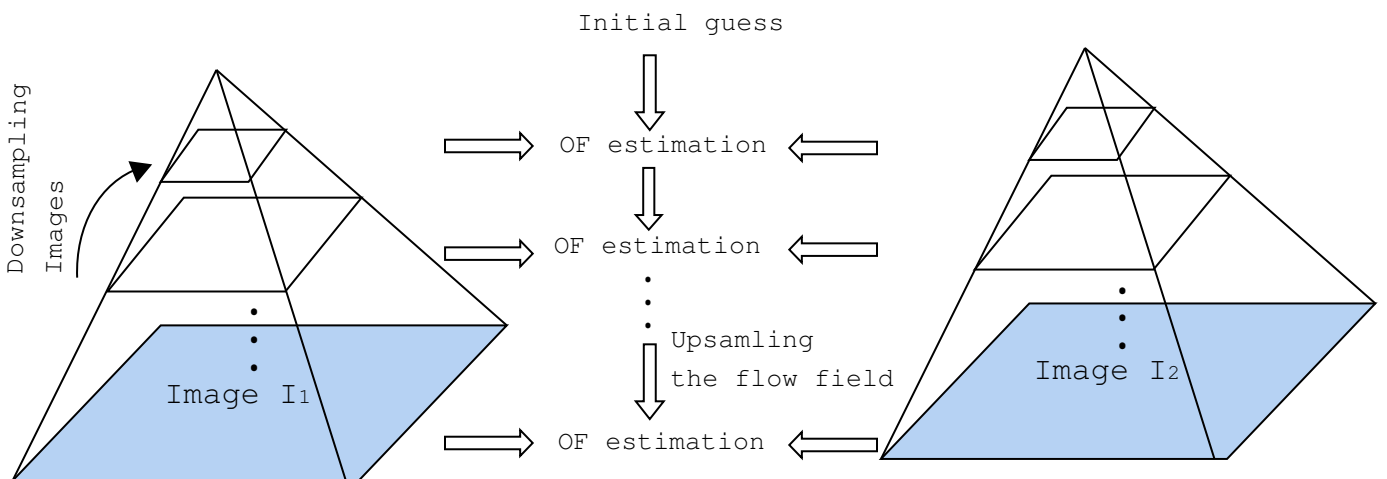 Initial guess
Downsampling
Images
OF estimation
OF estimation
Upsamling
the flow field
Image I1
Image I2
OF estimation